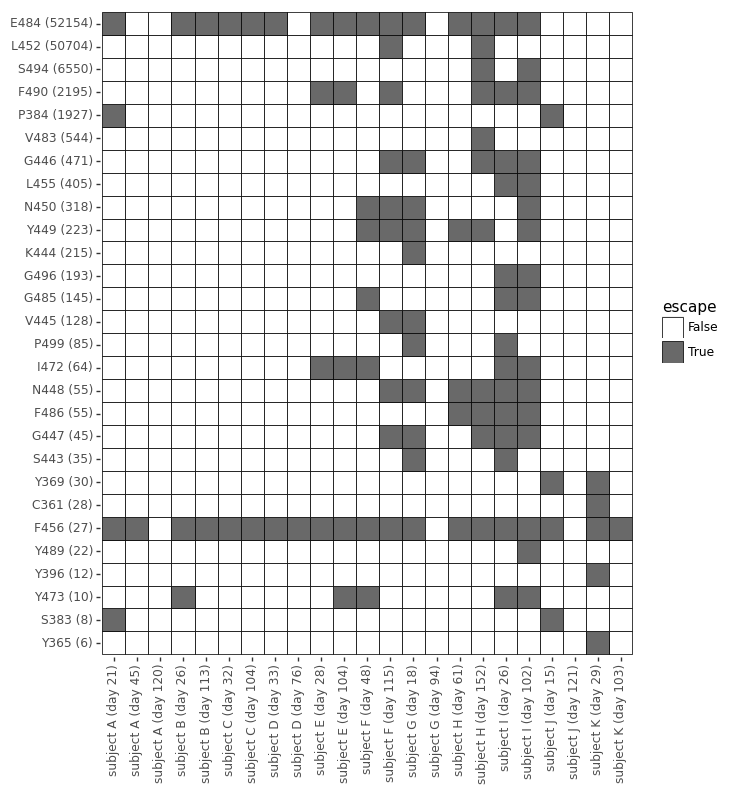 E484 (52154)
L452 (50704)
S494 (6550)
F490 (2195)
P384 (1927)
V483 (544)
G446 (471)
L455 (405)
N450 (318)
Y449 (223)
K444 (215)
G496 (193)
G485 (145)
V445 (128)
P499 (85)
I472 (64)
N448 (55)
F486 (55)
G447 (45)
S443 (35)
Y369 (30)
C361 (28)
F456 (27)
Y489 (22)
Y396 (12)
Y473 (10)
S383 (8)
Y365 (6)
subject A (day 21)
subject A (day 45)
subject A (day 120)
subject B (day 26)
subject B (day 113)
subject C (day 32)
subject C (day 104)
subject D (day 33)
subject D (day 76)
subject E (day 28)
subject E (day 104)
subject F (day 48)
subject F (day 115)
subject G (day 18)
subject G (day 94)
subject H (day 61)
subject H (day 152)
subject I (day 26)
subject I (day 102)
subject J (day 15)
subject J (day 121)
subject K (day 29)
subject K (day 103)
escape
False
True